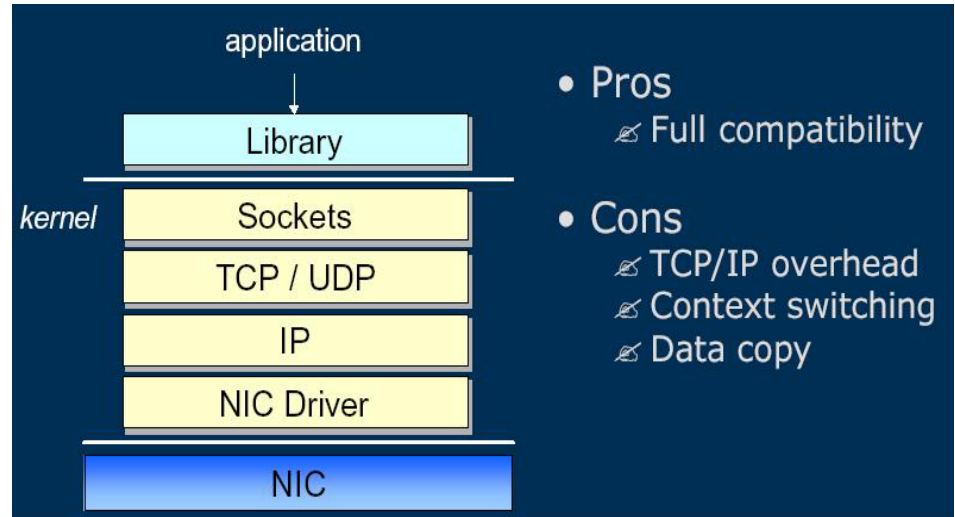 application
Library
kernel
Sockets
TCP / UDP
IP
NIC Driver
NIC
• Pros
Full compatibility
• Cons
TCP/IP overhead
Context switching
Data copy